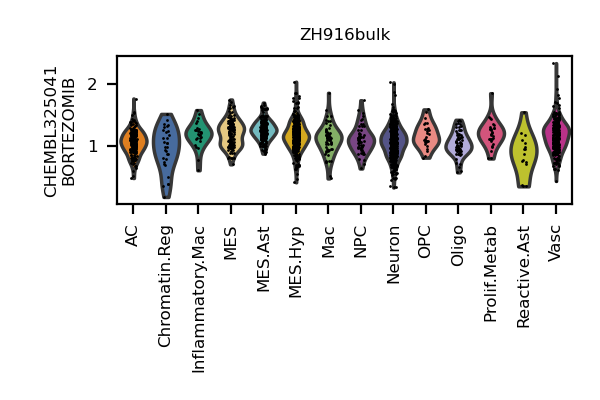 ZH916bulk
CHEMBL325041
BORTEZOMIB
2
1
AC
Chromatin.Reg
Inflammatory.Mac
MES
MES.Ast
MES.Hyp
Mac
NPC
Neuron
OPC
Oligo
Prolif.Metab
Reactive.Ast
Vasc